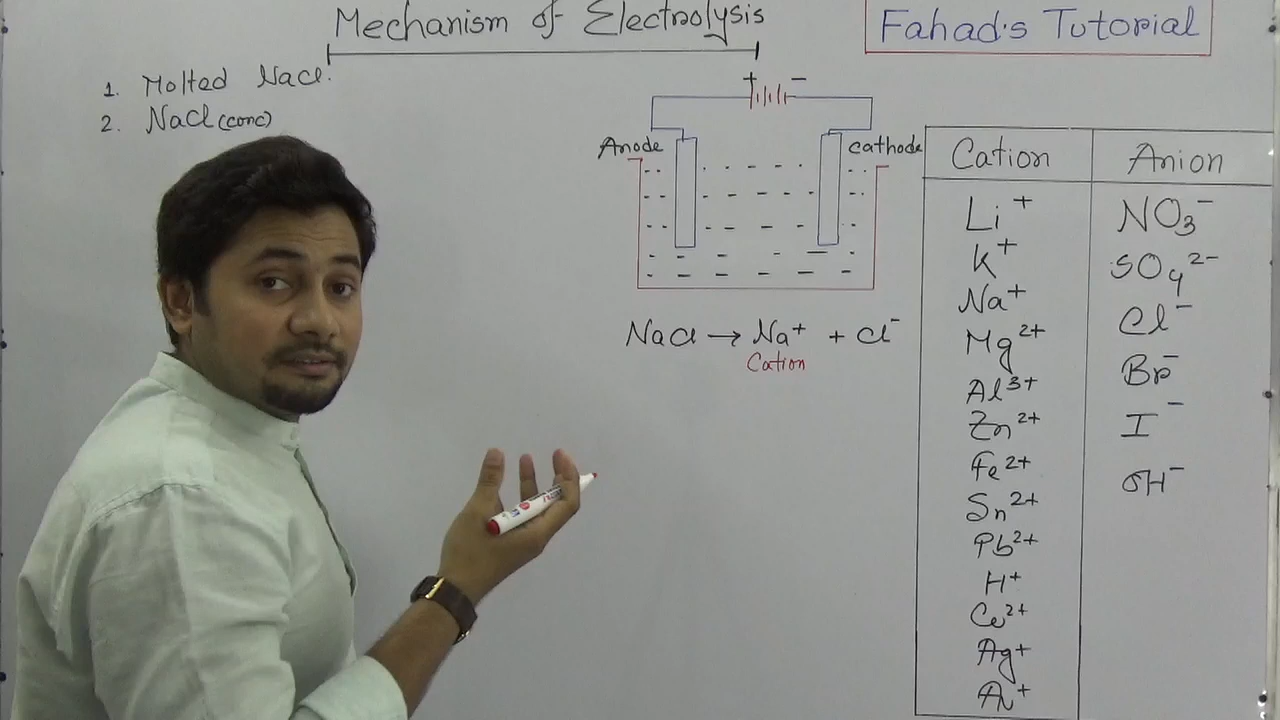 Mechanism of Electrolysis
Fahad's Tutorial
1. Molted NaCl.
2. NaCl (conc)
+ −
Anode
cathode
NaCl → Na⁺ + Cl⁻
Cation
Cation Anion
Li⁺ NO₃⁻
K⁺ SO₄²⁻
Na⁺ Cl⁻
Mg²⁺ Br⁻
Al³⁺ I⁻
Zn²⁺ OH⁻
Fe²⁺
Sn²⁺
Pb²⁺
H⁺
Cu²⁺
Ag⁺
Au⁺